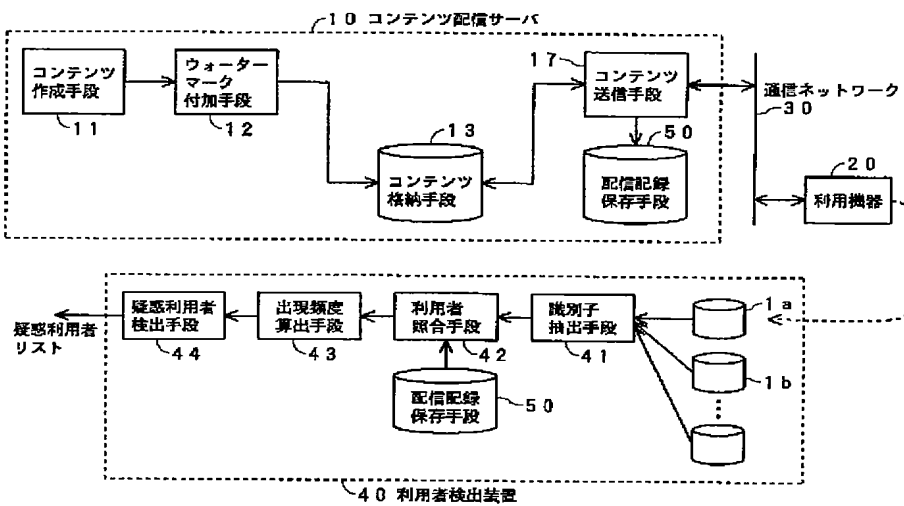 10 コンテンツ配信サーバ
コンテンツ
作成手段
11
ウォーター
マーク
付加手段
12
13
コンテンツ
格納手段
17
コンテンツ
送信手段
50
配信記録
保存手段
通信ネットワーク
30
20
利用機器
疑惑利用者
リスト
疑惑利用者
検出手段
44
出現頻度
算出手段
43
利用者
照合手段
42
識別子
抽出手段
41
1a
1b
配信記録
保存手段
50
40 利用者検出装置